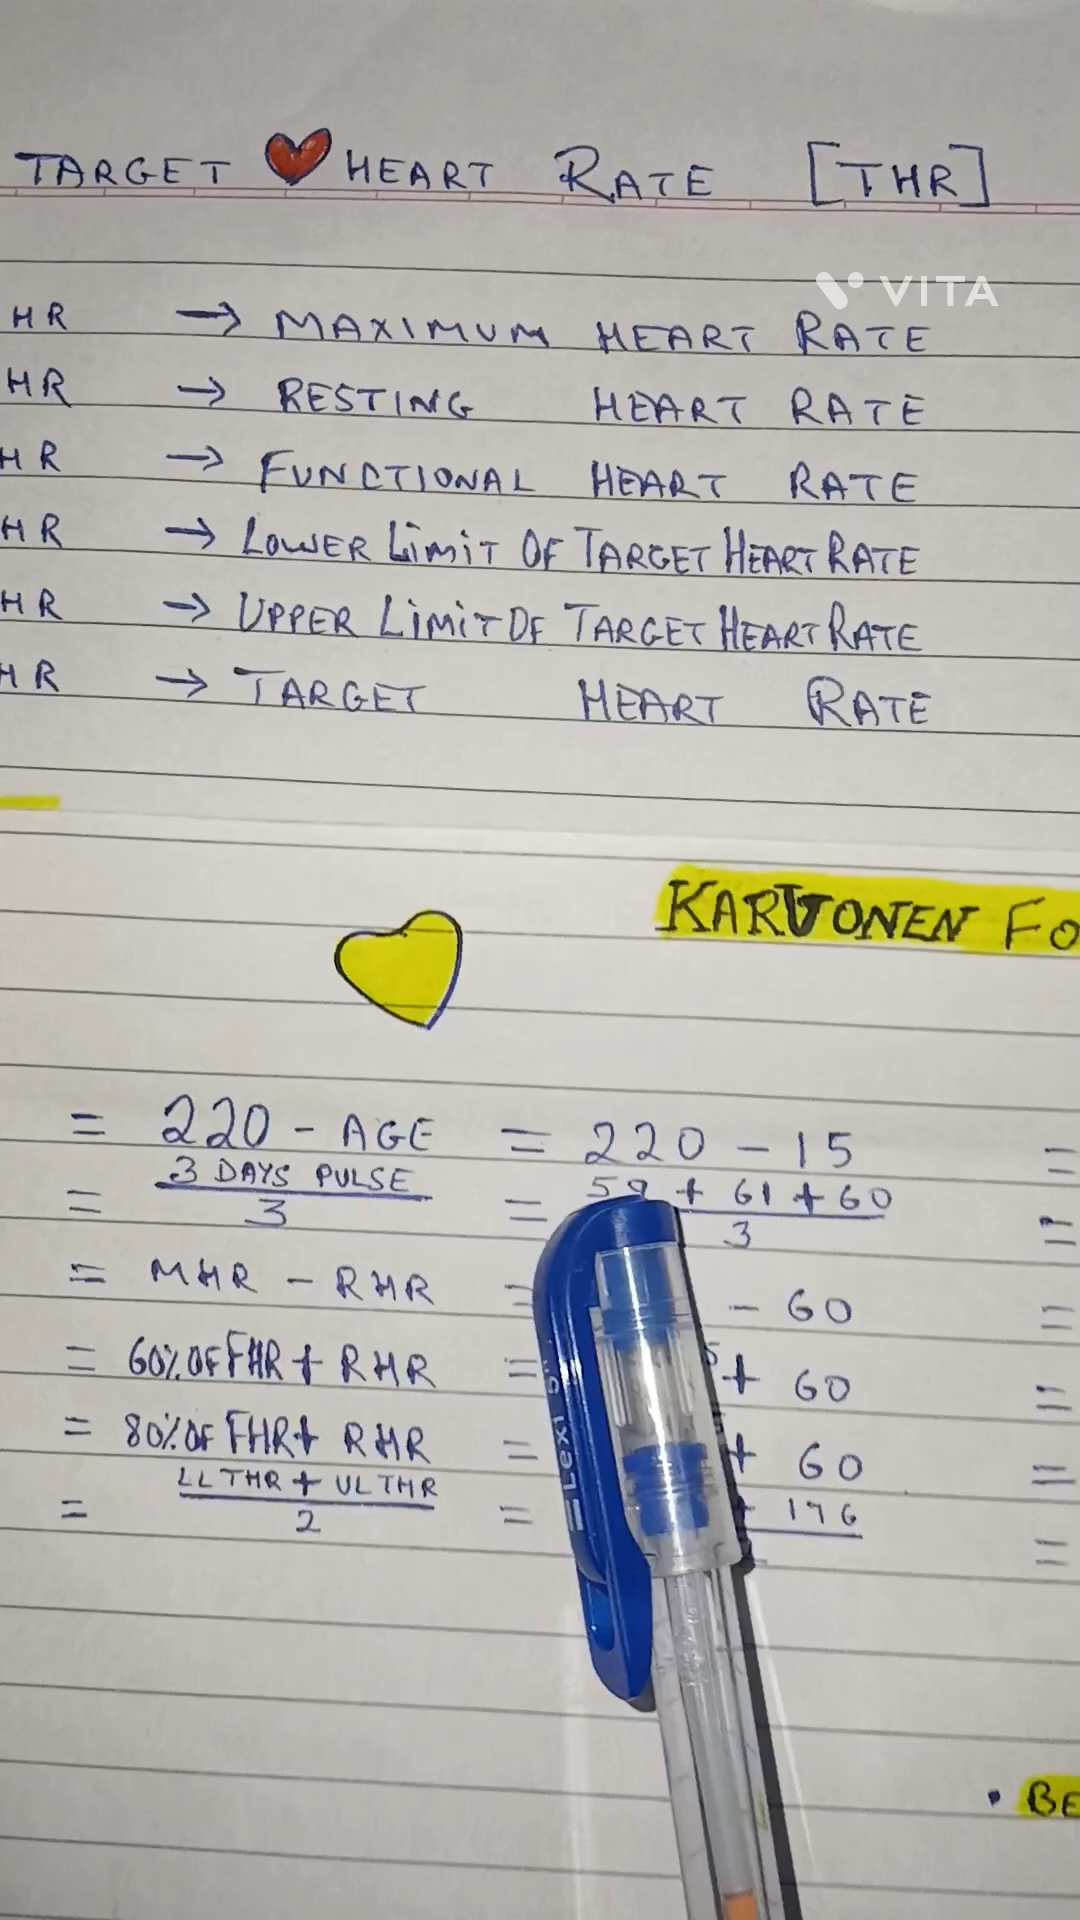 TARGET HEART RATE [THR]
VITA
HR → MAXIMUM HEART RATE
HR → RESTING HEART RATE
HR → FUNCTIONAL HEART RATE
HR → LOWER LIMIT OF TARGET HEART RATE
HR → UPPER LIMIT OF TARGET HEART RATE
HR → TARGET HEART RATE
KARVONEN FO
= 220 - AGE = 220 - 15 =
= 3 DAYS PULSE / 3 = 59 + 61 + 60 / 3 =
= MHR - RHR = - 60 =
= 60% OF FHR + RHR = + 60 =
= 80% OF FHR + RHR = + 60 =
= LLTHR + ULTHR / 2 = + 176 =
Flexi 5"
• BE